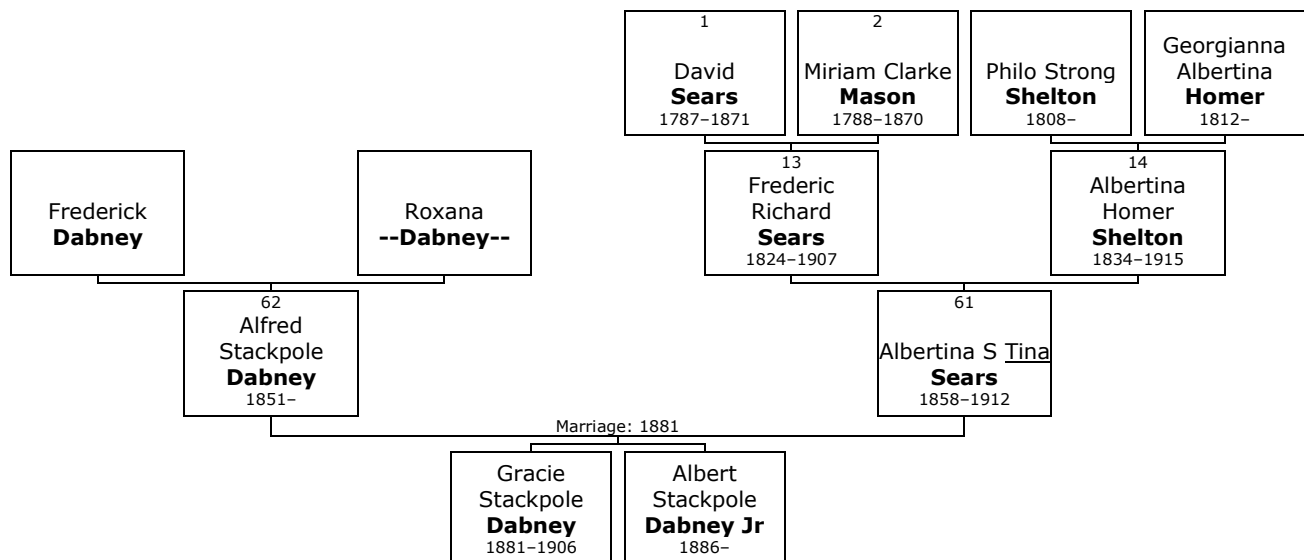 1
David
Sears
1787–1871
2
Miriam Clarke
Mason
1788–1870
Philo Strong
Shelton
1808–
Georgianna
Albertina
Homer
1812–
Frederick
Dabney
Roxana
--Dabney--
13
Frederic
Richard
Sears
1824–1907
14
Albertina
Homer
Shelton
1834–1915
62
Alfred
Stackpole
Dabney
1851–
61
Albertina S Tina
Sears
1858–1912
Marriage: 1881
Gracie
Stackpole
Dabney
1881–1906
Albert
Stackpole
Dabney Jr
1886–